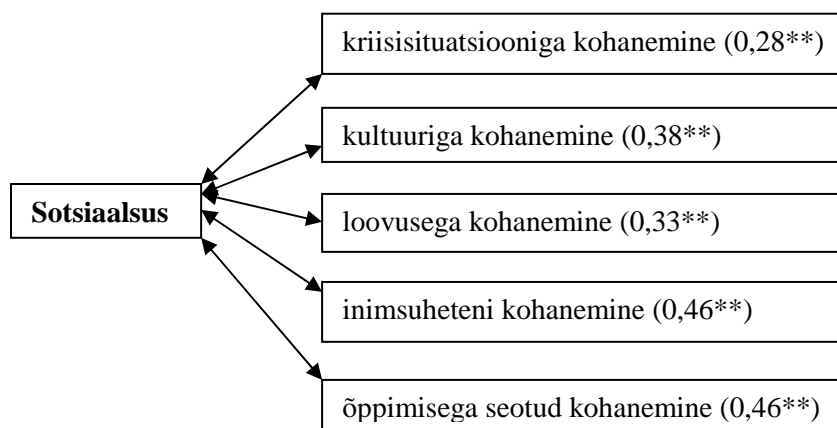 kriisisituatsiooniga kohanemine (0,28**)
kultuuriga kohanemine (0,38**)
Sotsiaalsus
loovusega kohanemine (0,33**)
inimsuheteni kohanemine (0,46**)
õppimisega seotud kohanemine (0,46**)